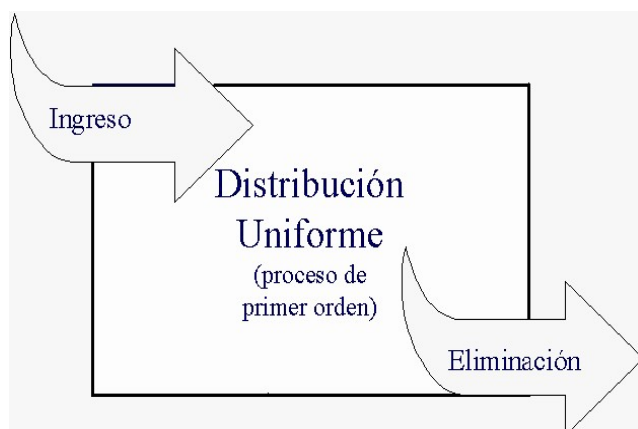 Ingreso
Distribución
Uniforme
(proceso de
primer orden)
Eliminación